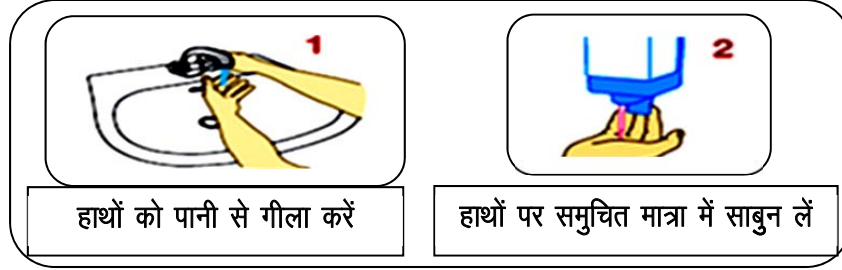 1
2
हाथों को पानी से गीला करें
हाथों पर समुचित मात्रा में साबुन लें